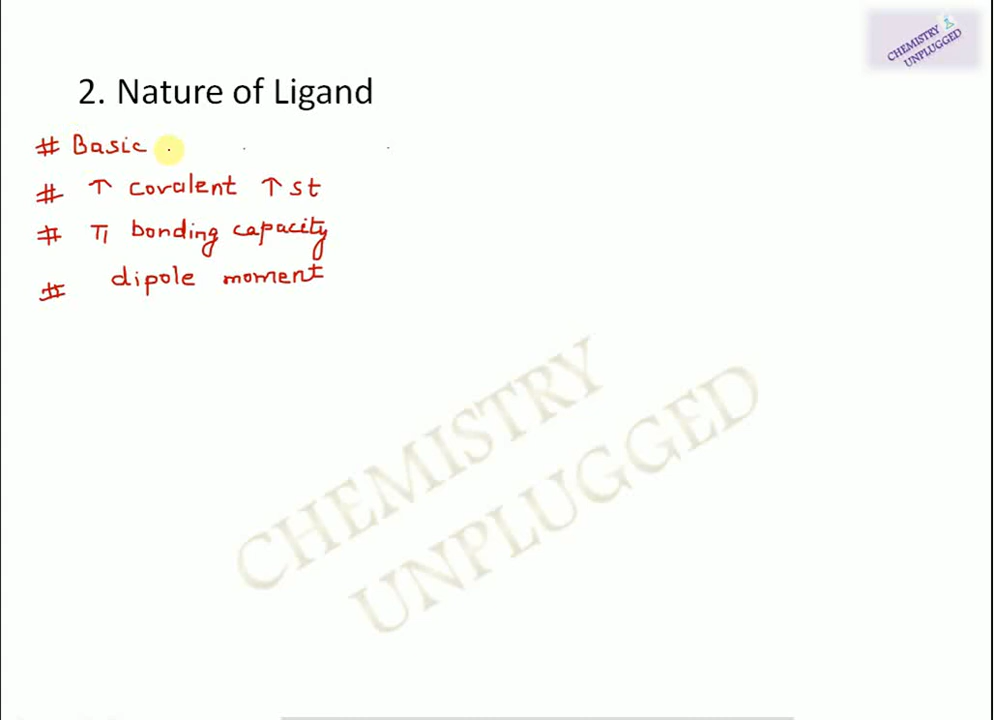 CHEMISTRY
UNPLUGGED
2. Nature of Ligand
# Basic
# ↑ covalent ↑ st
# π bonding capacity
# dipole moment
CHEMISTRY
UNPLUGGED